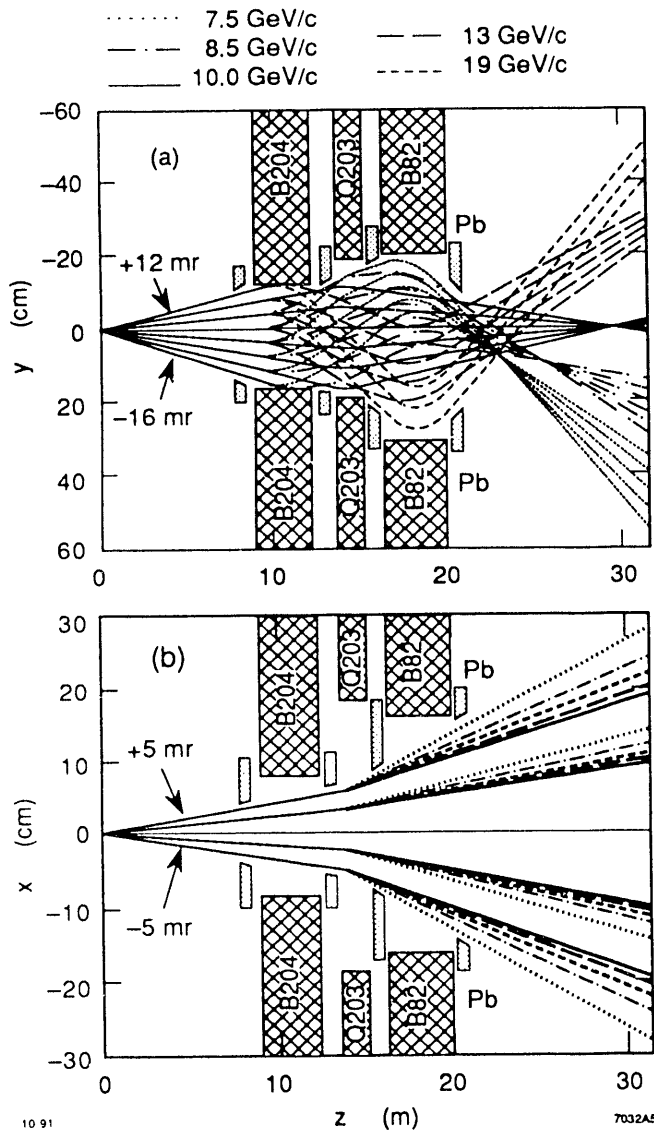 7.5 GeV/c
8.5 GeV/c
10.0 GeV/c
13 GeV/c
19 GeV/c
(a)
y (cm)
-60
-40
-20
0
20
40
60
+12 mr
-16 mr
B204
Q203
B82
Pb
B204
Q203
B82
Pb
0
10
20
30
(b)
x (cm)
30
20
10
0
-10
-20
-30
+5 mr
-5 mr
B204
Q203
B82
Pb
B204
Q203
B82
Pb
0
10
20
30
z (m)
10 91
7032A5